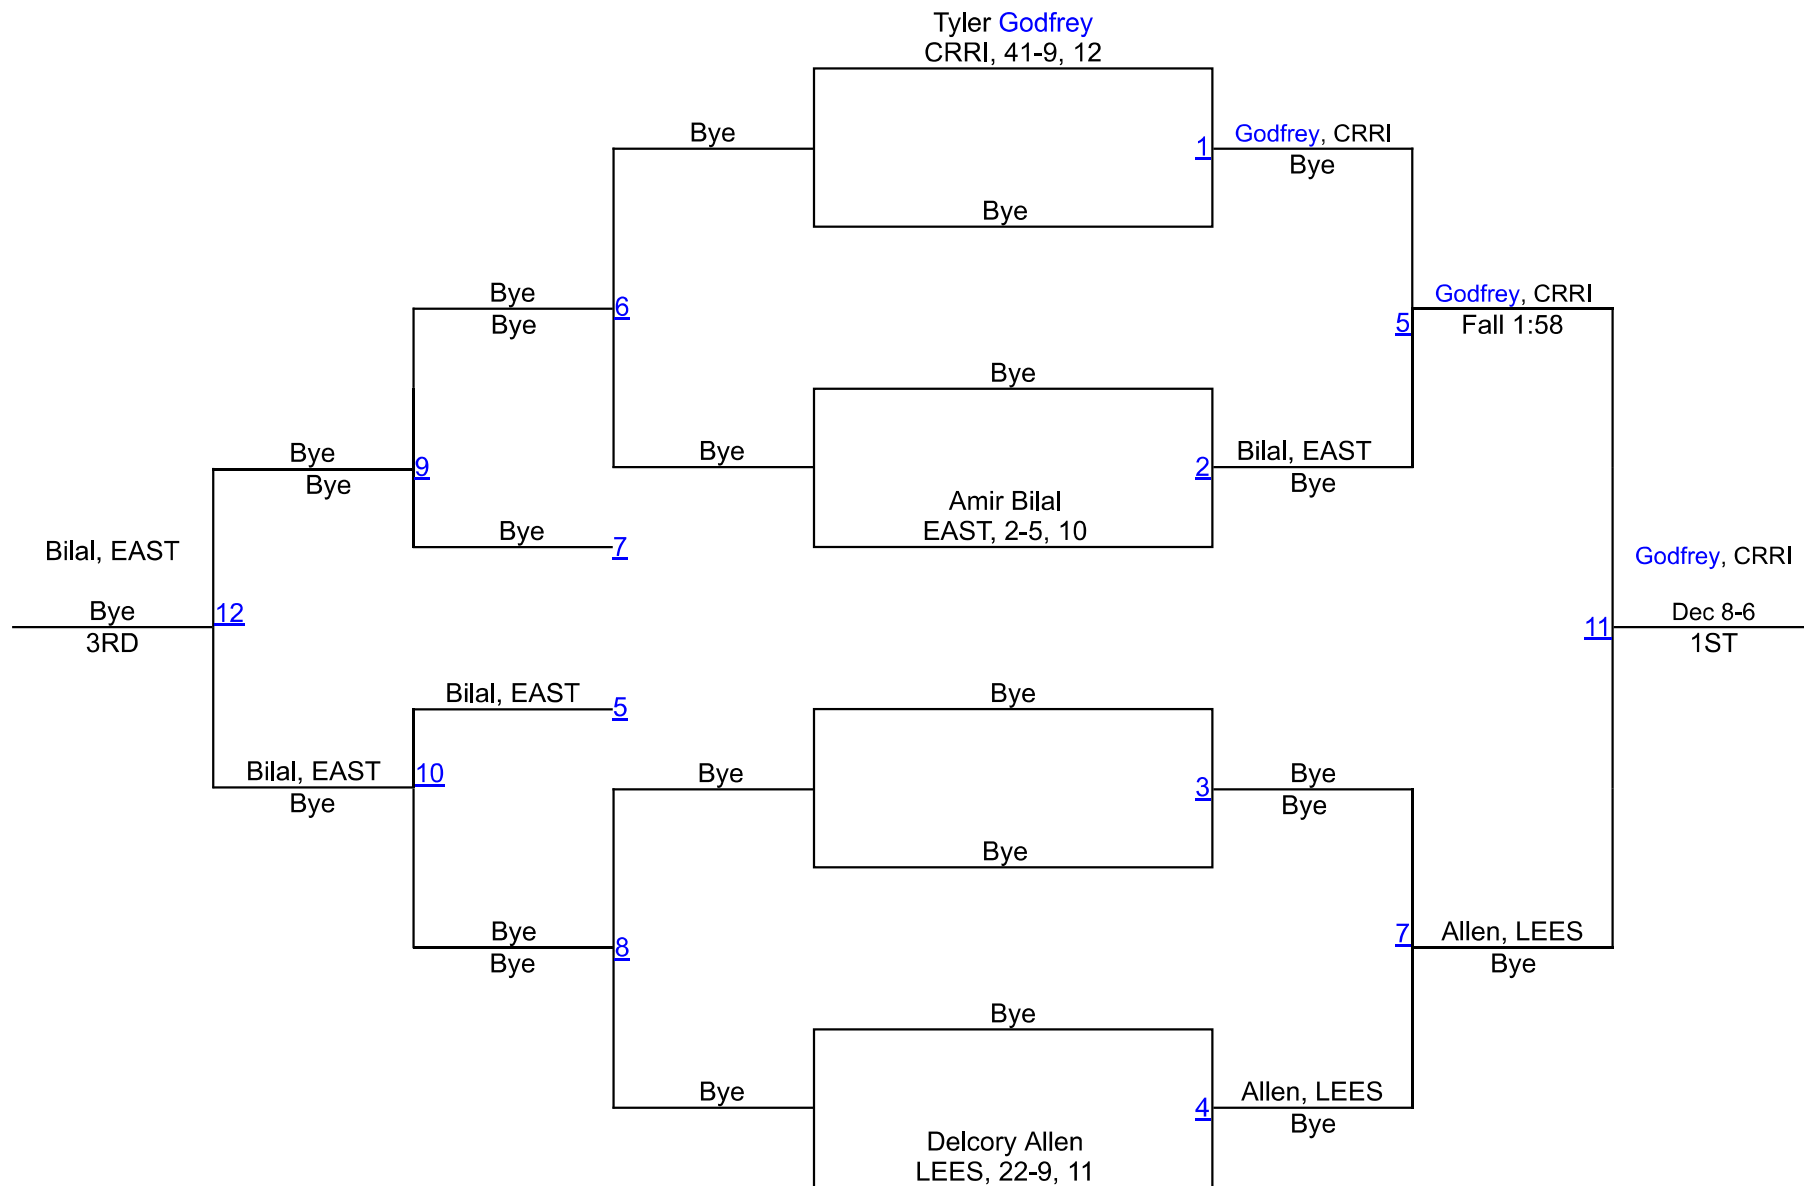 Tyler Godfrey
CRRI, 41-9, 12
Bye
1
Godfrey, CRRI
Bye
Bye
Bye
Bye
6
Godfrey, CRRI
5
Fall 1:58
Bye
Bye
Bye
9
Bye
2
Bilal, EAST
Bye
Bye
Amir Bilal
EAST, 2-5, 10
Bye
7
Bilal, EAST
Godfrey, CRRI
Bye
12
3RD
Dec 8-6
11
1ST
Bilal, EAST
5
Bye
Bilal, EAST
10
Bye
Bye
3
Bye
Bye
Bye
Bye
Bye
8
7
Allen, LEES
Bye
Bye
Bye
Bye
4
Allen, LEES
Bye
Delcory Allen
LEES, 22-9, 11